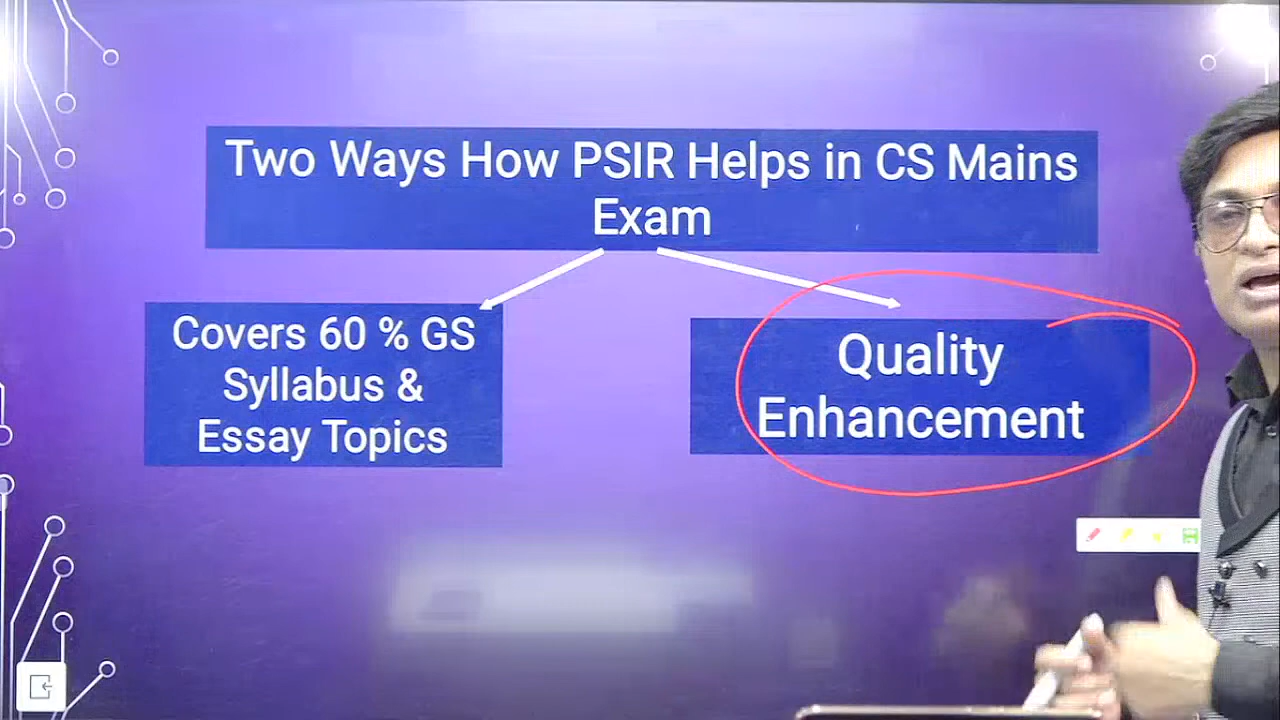 Two Ways How PSIR Helps in CS Mains
Exam
Covers 60 % GS
Syllabus &
Essay Topics
Quality
Enhancement